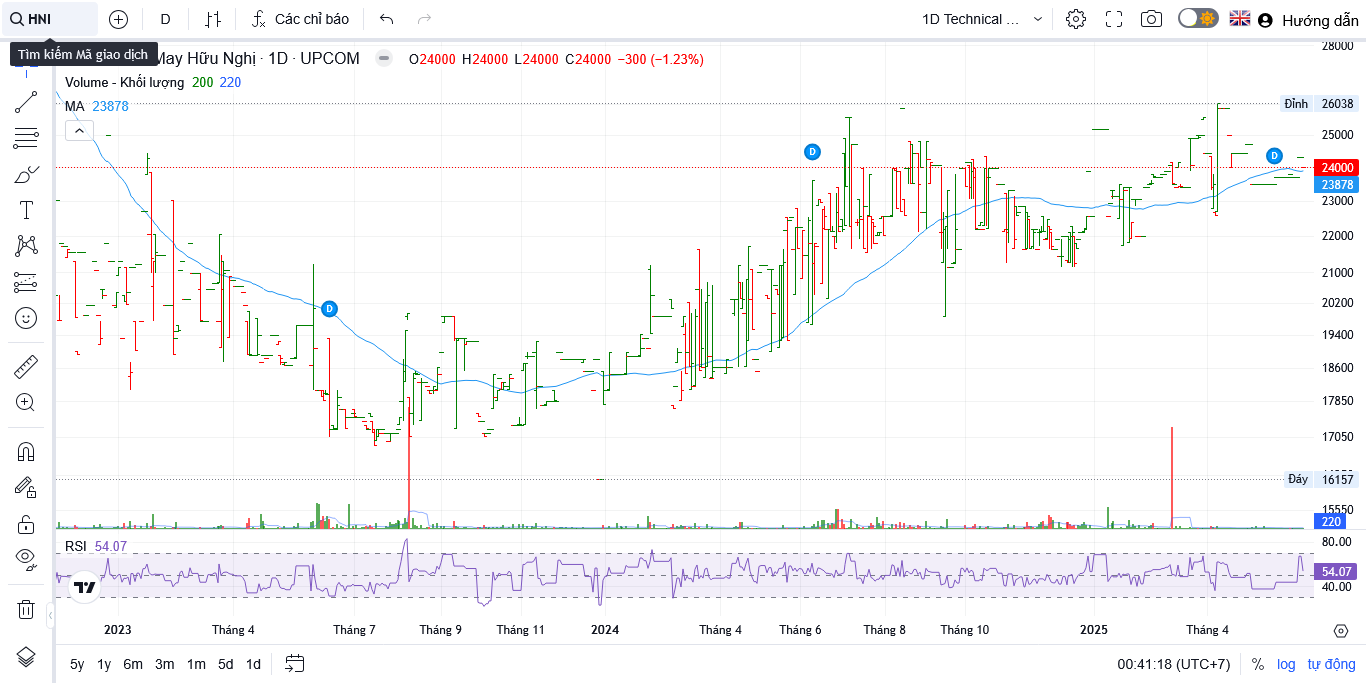 HNI
D
Các chỉ báo
1D Technical ...
Hướng dẫn
Tìm kiếm Mã giao dịch
May Hữu Nghị · 1D · UPCOM
O24000 H24000 L24000 C24000 −300 (−1.23%)
Volume - Khối lượng 200 220
MA 23878
28000
Đỉnh 26038
25000
24000
23878
23000
22000
21000
20200
19400
18600
17850
17050
Đáy 16157
15550
220
D
D
D
RSI 54.07
80.00
54.07
40.00
2023
Tháng 4
Tháng 7
Tháng 9
Tháng 11
2024
Tháng 4
Tháng 6
Tháng 8
Tháng 10
2025
Tháng 4
5y 1y 6m 3m 1m 5d 1d
00:41:18 (UTC+7)
% log tự động